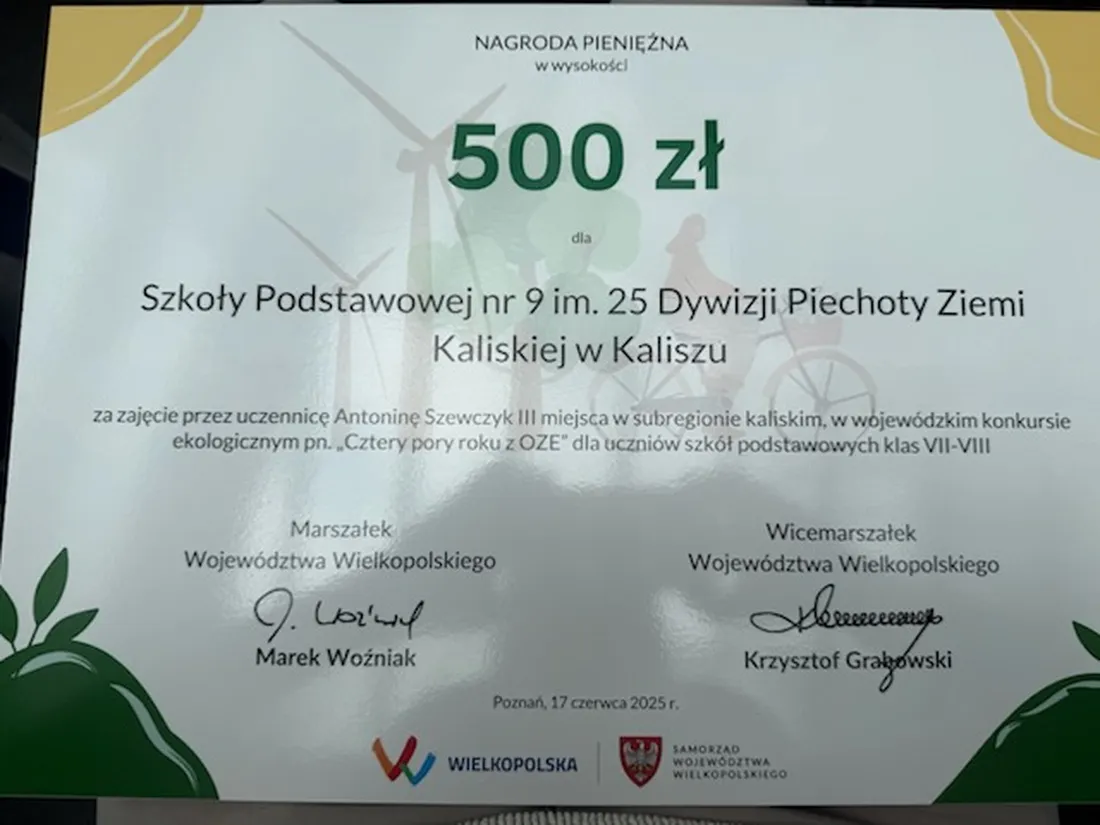 NAGRODA PIENIĘŻNA
w wysokości
500 zł
dla
Szkoły Podstawowej nr 9 im. 25 Dywizji Piechoty Ziemi
Kaliskiej w Kaliszu
za zajęcie przez uczennicę Antoninę Szewczyk III miejsca w subregionie kaliskim, w wojewódzkim konkursie
ekologicznym pn. „Cztery pory roku z OZE” dla uczniów szkół podstawowych klas VII-VIII
Marszałek
Województwa Wielkopolskiego
Marek Woźniak
Wicemarszałek
Województwa Wielkopolskiego
Krzysztof Grabowski
Poznań, 17 czerwca 2025 r.
WIELKOPOLSKA
SAMORZĄD
WOJEWÓDZTWA
WIELKOPOLSKIEGO